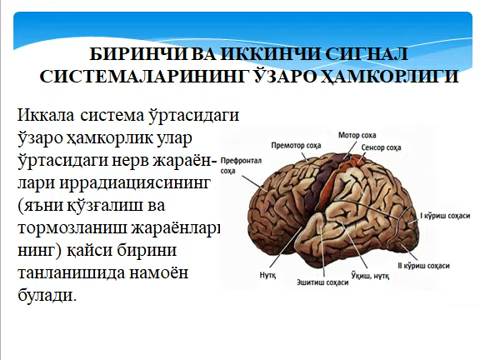 БИРИНЧИ ВА ИККИНЧИ СИГНАЛ
СИСТЕМАЛАРИНИНГ ЎЗАРО ҲАМКОРЛИГИ
Иккала система ўртасидаги
ўзаро ҳамкорлик улар
ўртасидаги нерв жараён-
лари иррадиациясининг
(яъни қўзғалиш ва
тормозланиш жараёнлари
нинг) қайси бирини
танланишида намоён
булади.
Мотор соха
Премотор соҳа
Сенсор соҳа
Префронтал
соҳа
I кўриш соҳаси
II кўриш соҳаси
Нутқ
Эшитиш соҳаси
Ўқиш, нутқ